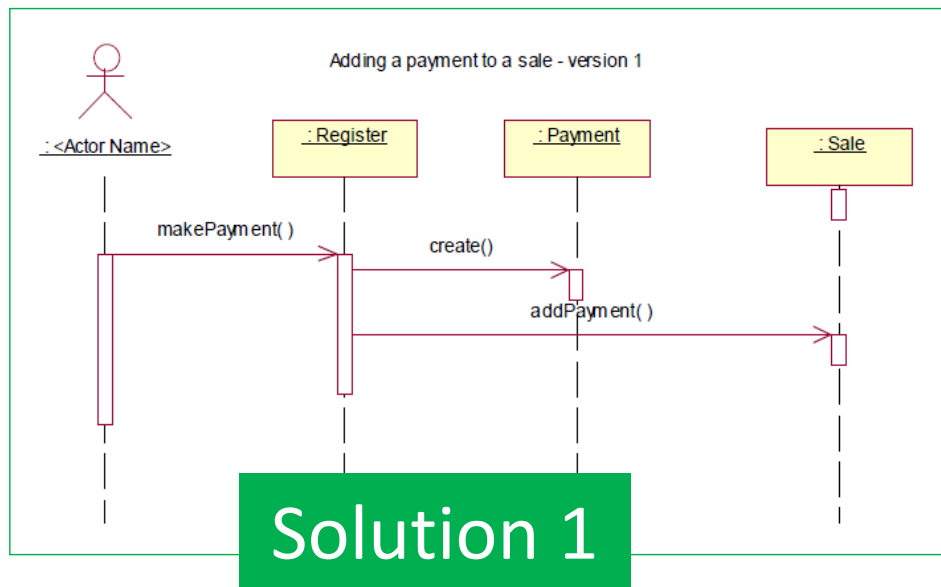 Adding a payment to a sale - version 1
: <Actor Name>
: Register
: Payment
: Sale
makePayment( )
create()
addPayment( )
Solution 1